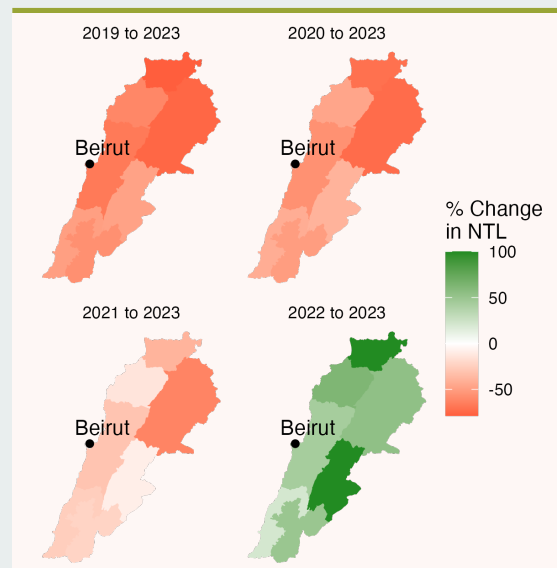 2019 to 2023
2020 to 2023
Beirut
Beirut
% Change
in NTL
100
50
0
-50
2021 to 2023
2022 to 2023
Beirut
Beirut